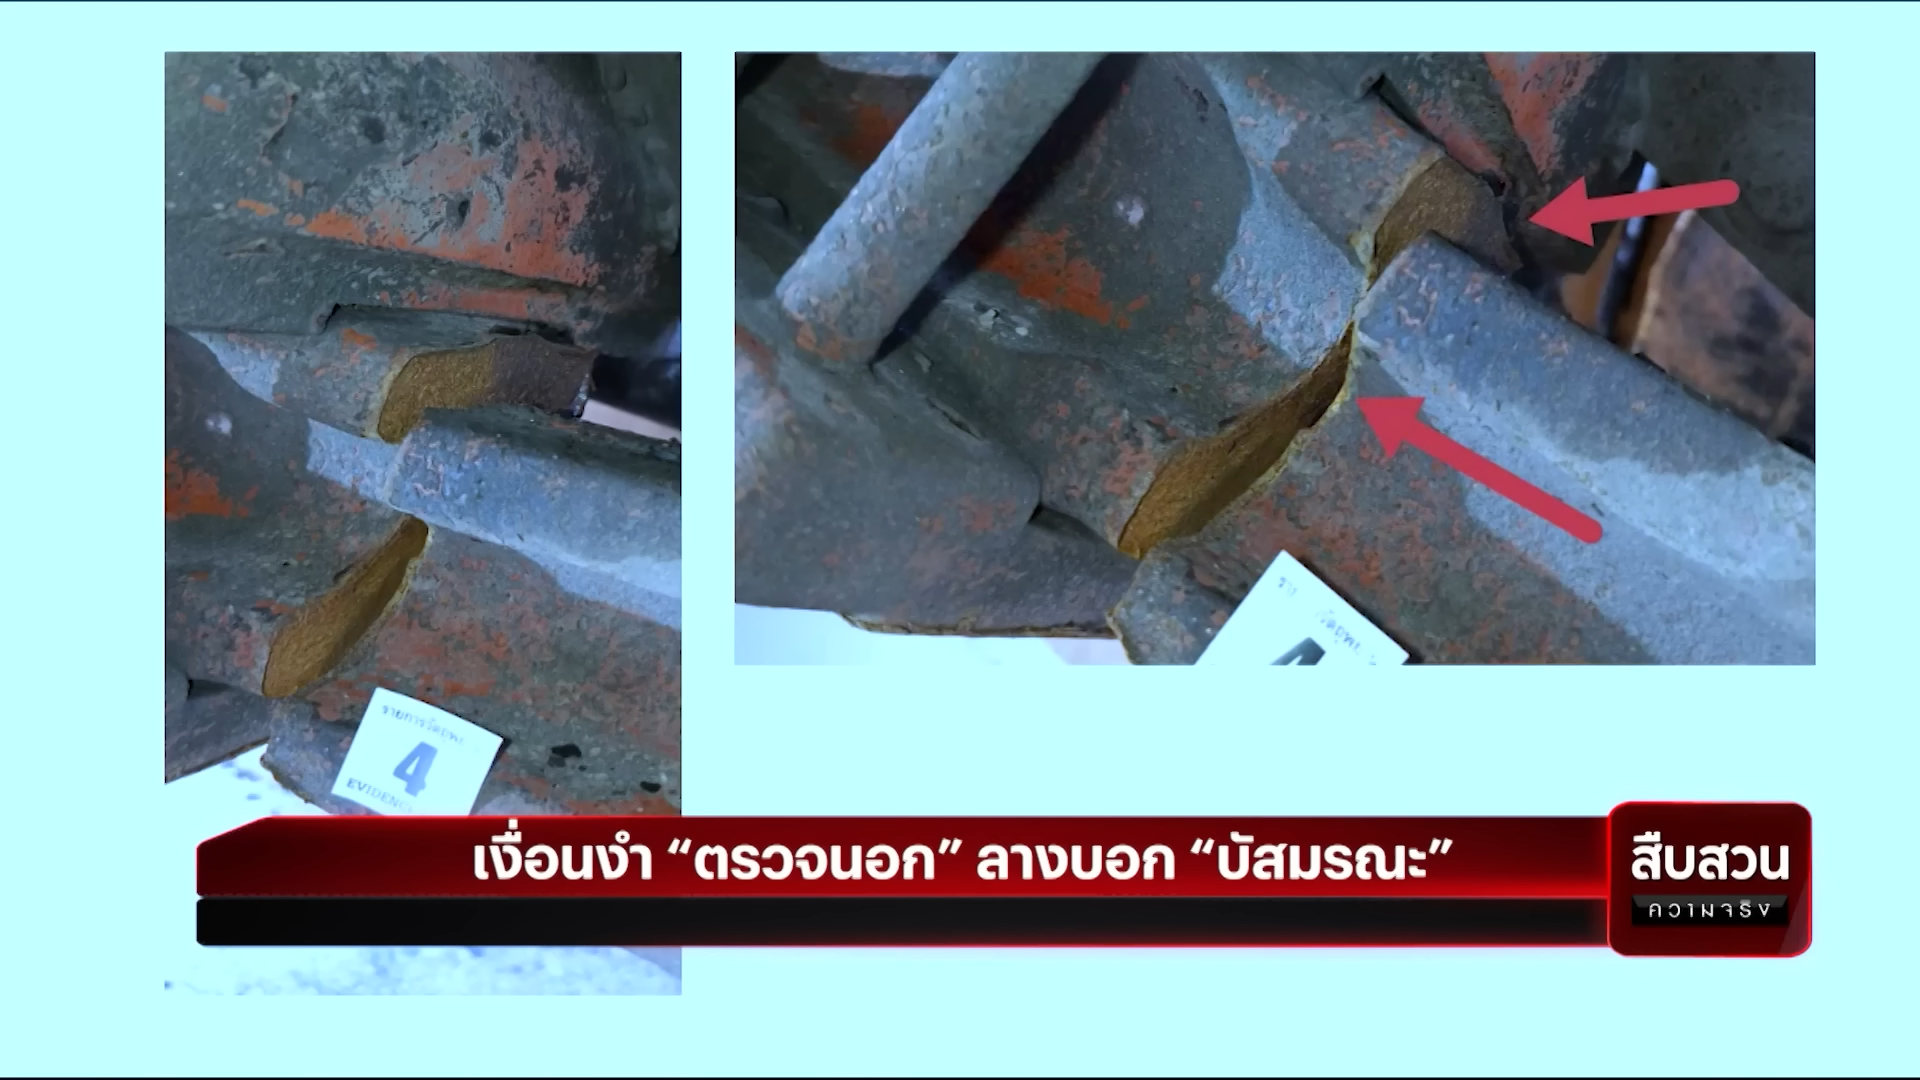 4
EVIDENC
4
เงื่อนงำ “ตรวจนอก” ลางบอก “บัสมรณะ”
สืบสวน
ความจริง